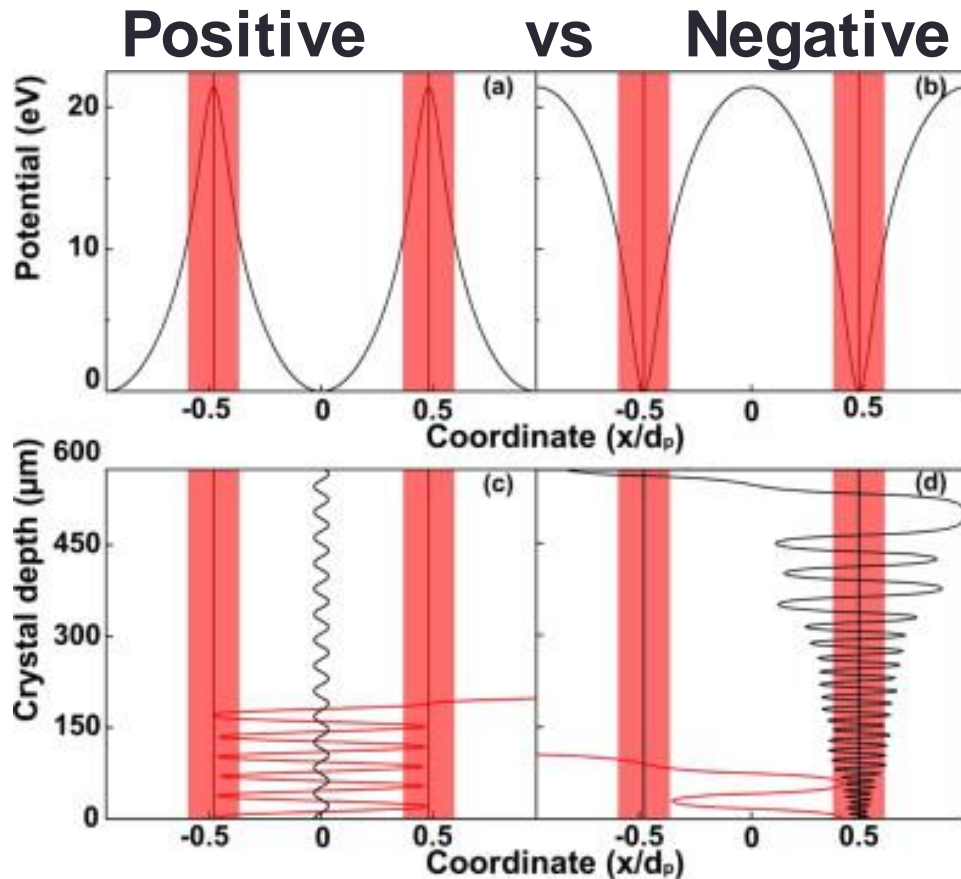 Positive vs Negative
(a) (b)
Potential (eV)
20
10
0
-0.5 0 0.5 -0.5 0 0.5
Coordinate (x/dₚ)
(c) (d)
Crystal depth (µm)
600
450
300
150
0
-0.5 0 0.5 -0.5 0 0.5
Coordinate (x/dₚ)